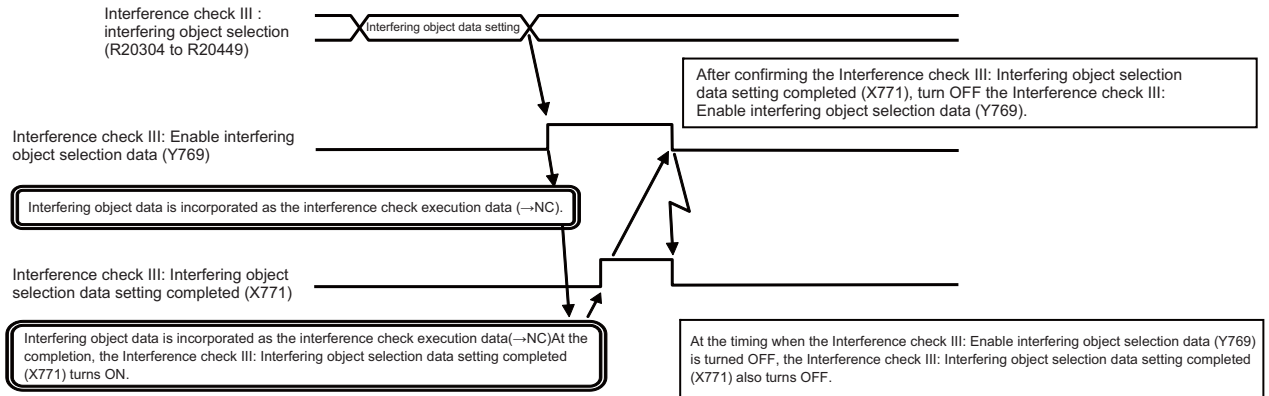 Interference check III :
interfering object selection
(R20304 to R20449)
Interfering object data setting
After confirming the Interference check III: Interfering object selection
data setting completed (X771), turn OFF the Interference check III:
Enable interfering object selection data (Y769).
Interference check III: Enable interfering
object selection data (Y769)
Interfering object data is incorporated as the interference check execution data (→NC).
Interference check III: Interfering object
selection data setting completed (X771)
Interfering object data is incorporated as the interference check execution data(→NC)At the
completion, the Interference check III: Interfering object selection data setting completed
(X771) turns ON.
At the timing when the Interference check III: Enable interfering object selection data (Y769)
is turned OFF, the Interference check III: Interfering object selection data setting completed
(X771) also turns OFF.